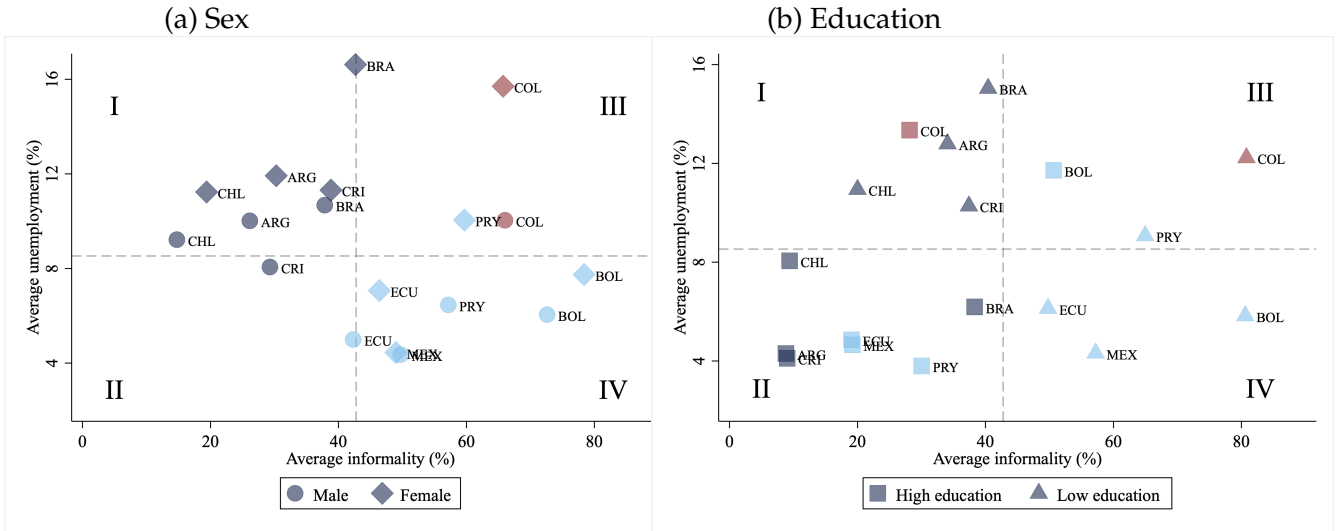 (a) Sex
Average unemployment (%)
16
12
8
4
I
III
II
IV
BRA
COL
ARG
CHL
CRI
BRA
ARG
PRY
COL
CHL
CRI
BOL
ECU
PRY
BOL
ECU
MEX
MEX
0 20 40 60 80
Average informality (%)
Male Female
(b) Education
Average unemployment (%)
16
12
8
4
I
III
II
IV
BRA
COL
ARG
COL
BOL
CHL
CRI
PRY
CHL
BRA
ECU
BOL
ECU
MEX
ARG
CRI
MEX
PRY
0 20 40 60 80
Average informality (%)
High education Low education